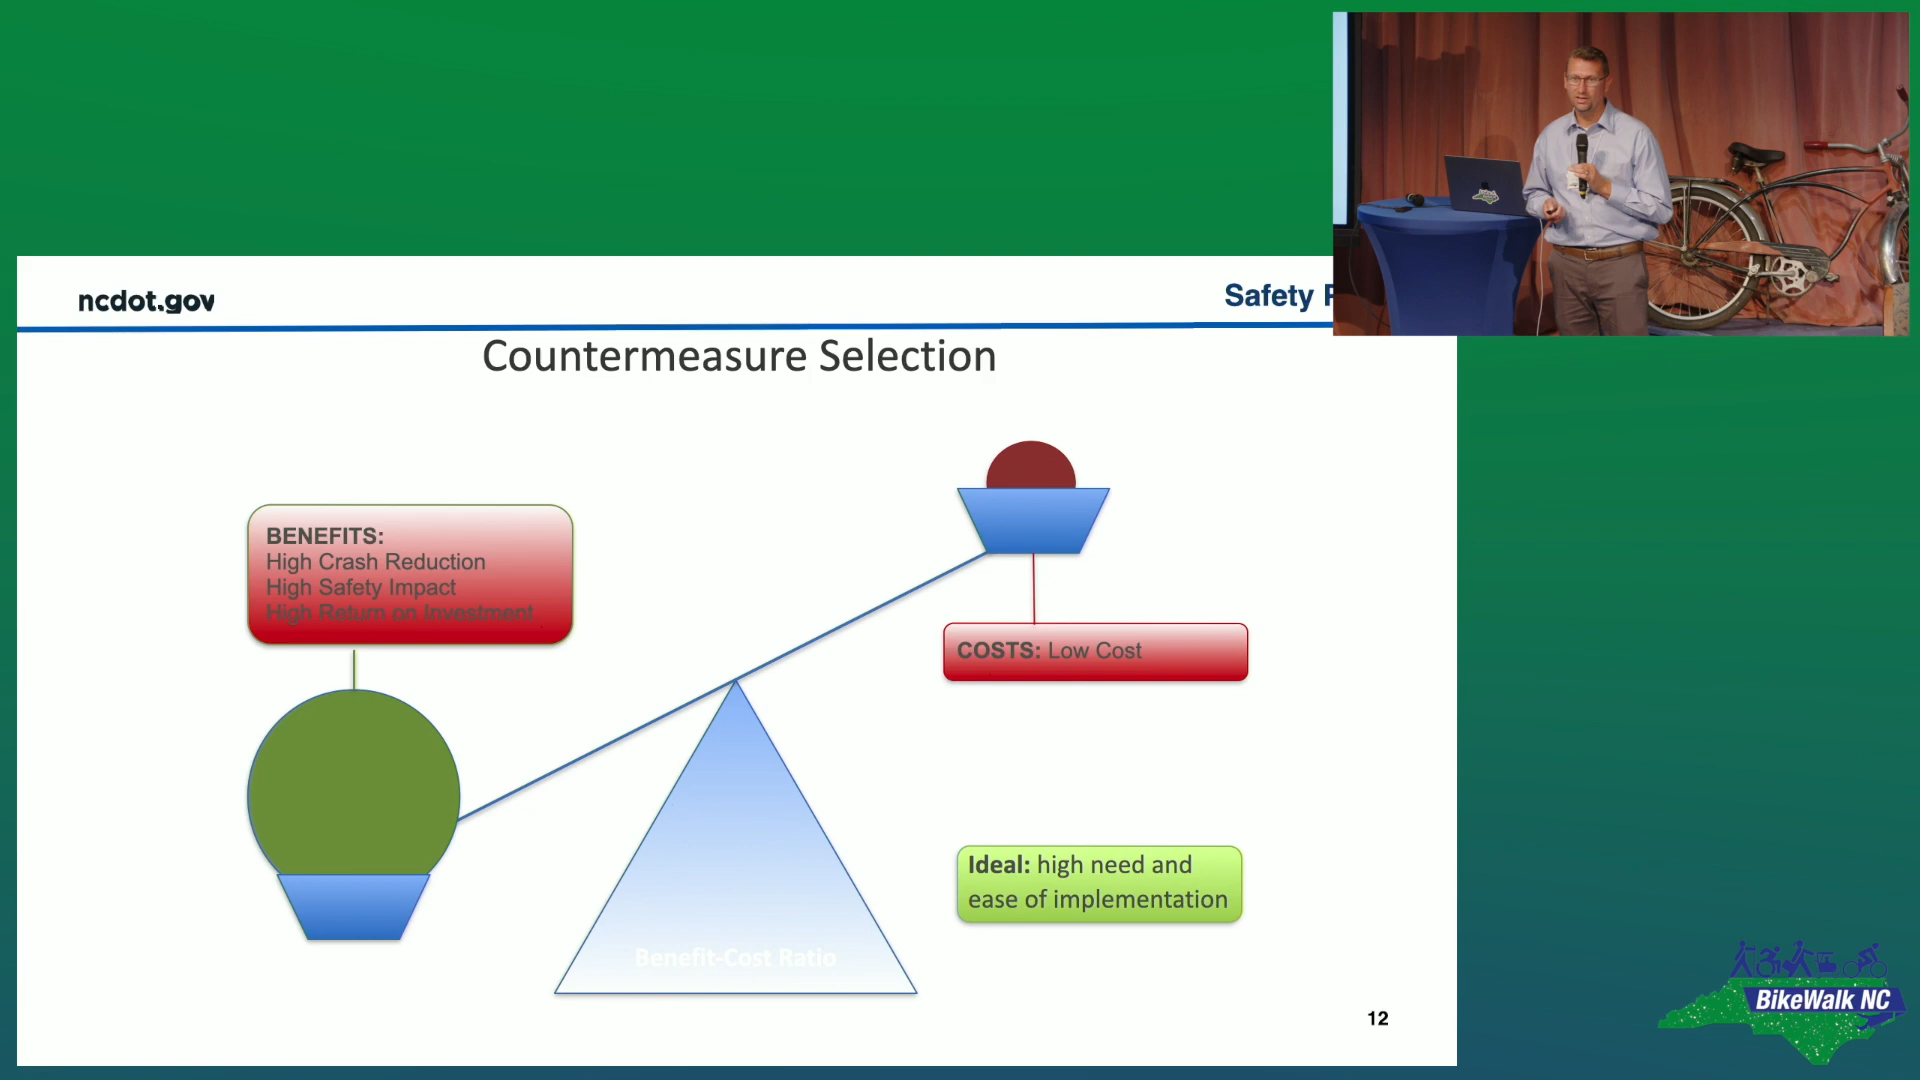 ncdot.gov
Safety
Countermeasure Selection
BENEFITS:
High Crash Reduction
High Safety Impact
High Return on Investment
COSTS: Low Cost
Ideal: high need and
ease of implementation
Benefit-Cost Ratio
12
BikeWalk NC